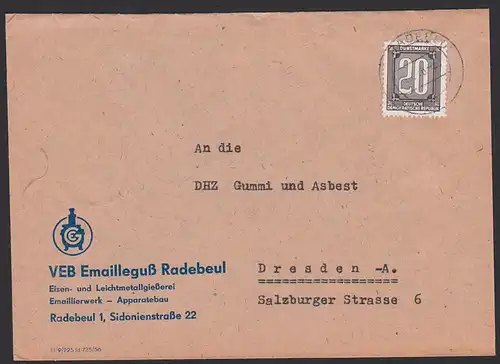 DIENSTMARKE
20
DEUTSCHE
DEMOKRATISCHE REPUBLIK
An die
DHZ Gummi und Asbest
VEB Emailleguß Radebeul
Eisen- und Leichtmetallgießerei
Emaillierwerk – Apparatebau
Radebeul 1, Sidonienstraße 22
Dresden -A.
Salzburger Strasse 6